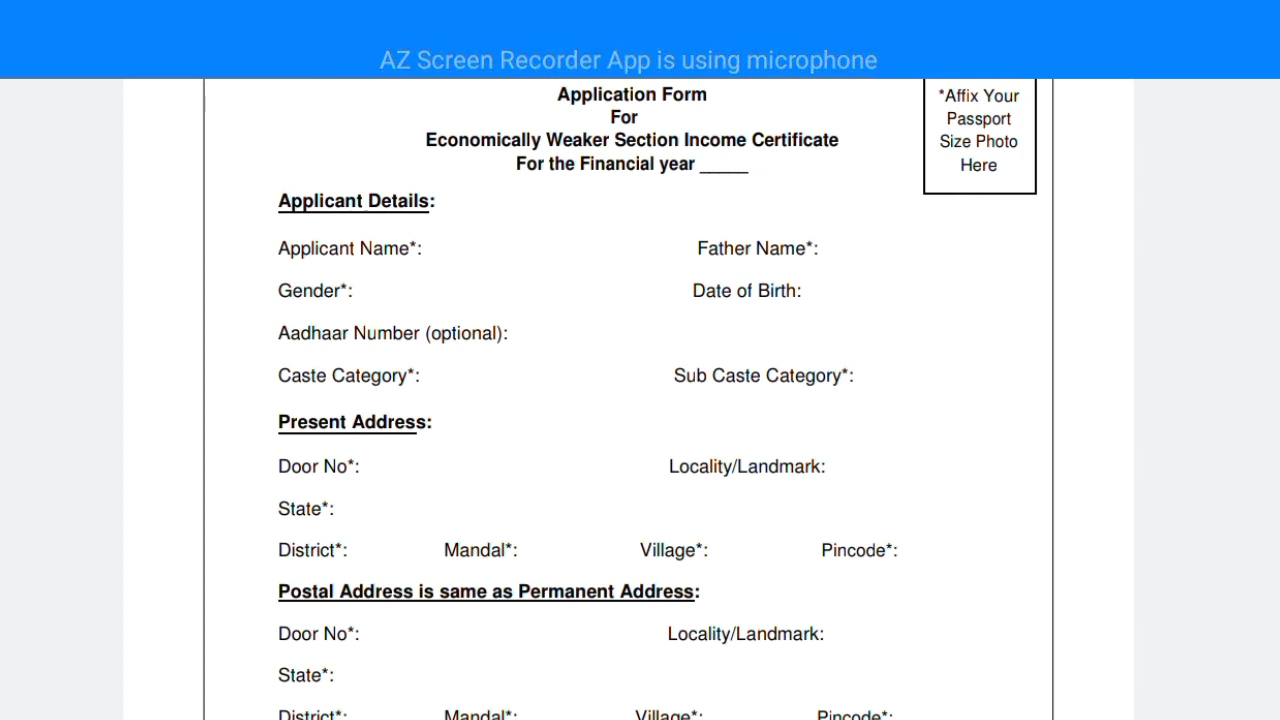 AZ Screen Recorder App is using microphone
Application Form
For
Economically Weaker Section Income Certificate
For the Financial year _____
*Affix Your
Passport
Size Photo
Here
Applicant Details:
Applicant Name*: Father Name*:
Gender*: Date of Birth:
Aadhaar Number (optional):
Caste Category*: Sub Caste Category*:
Present Address:
Door No*: Locality/Landmark:
State*:
District*: Mandal*: Village*: Pincode*:
Postal Address is same as Permanent Address:
Door No*: Locality/Landmark:
State*:
District*: Mandal*: Village*: Pincode*: